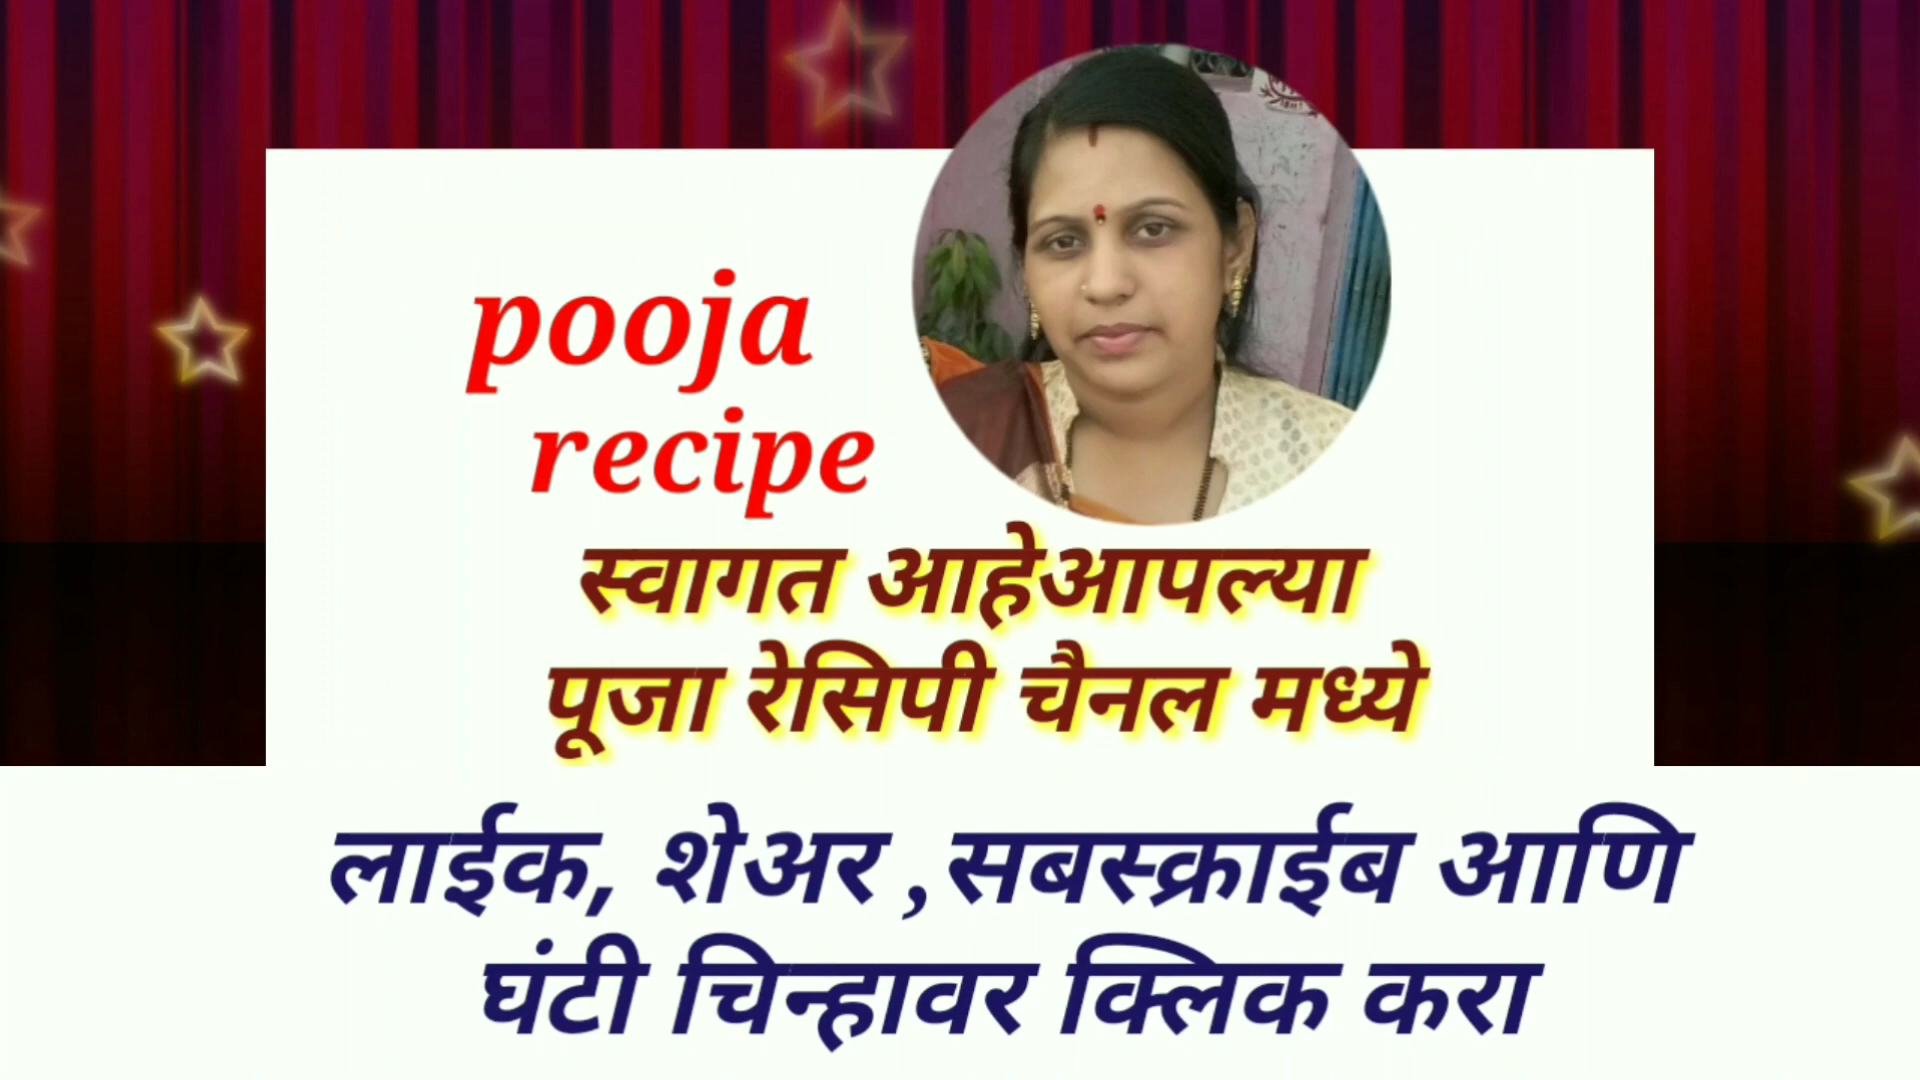 pooja
recipe
स्वागत आहेआपल्या
पूजा रेसिपी चैनल मध्ये
लाईक, शेअर ,सबस्क्राईब आणि
घंटी चिन्हावर क्लिक करा